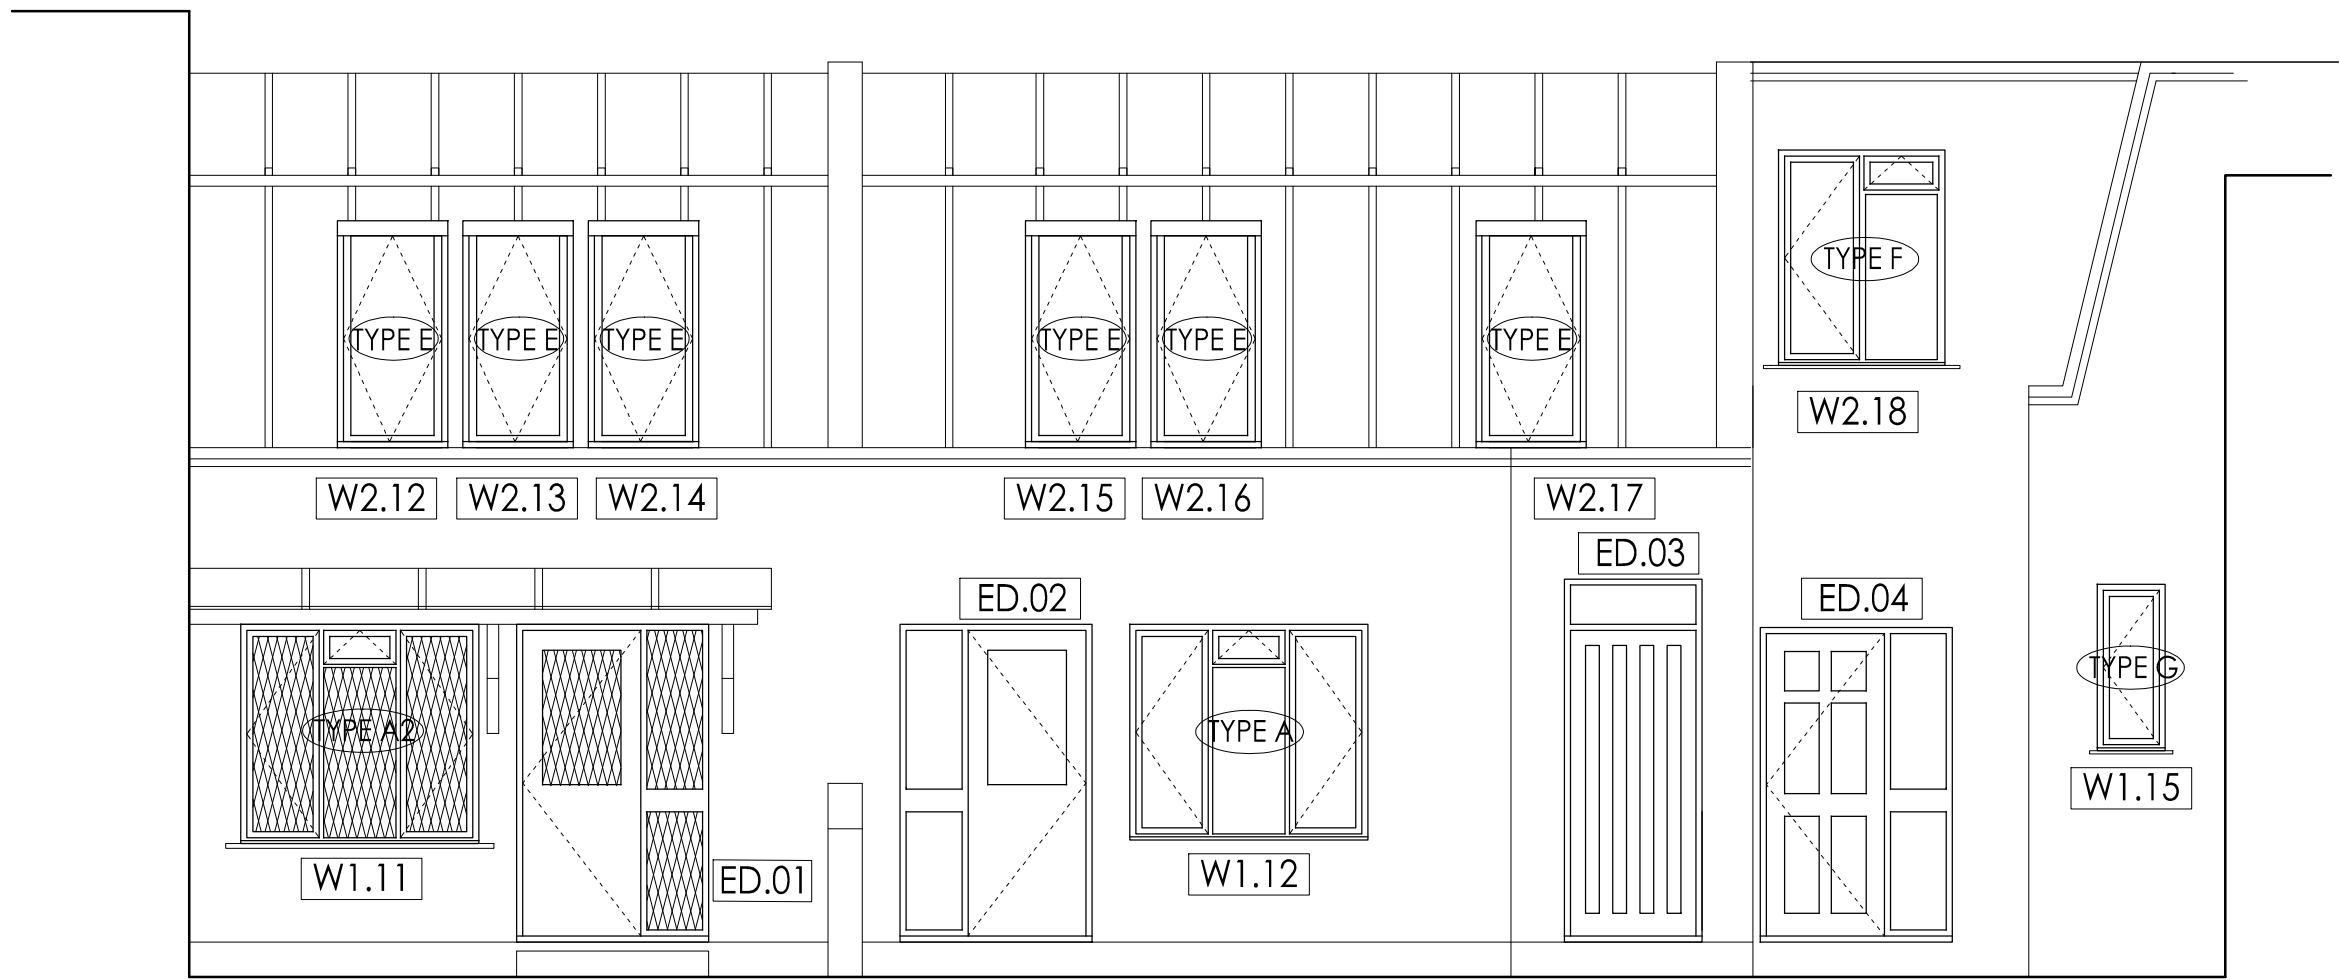 TYPE F
TYPE E
TYPE E
TYPE E
TYPE E
TYPE E
TYPE E
W2.18
W2.12
W2.13
W2.14
W2.15
W2.16
W2.17
ED.03
ED.02
ED.04
TYPE G
TYPE A2
TYPE A
W1.15
W1.11
ED.01
W1.12